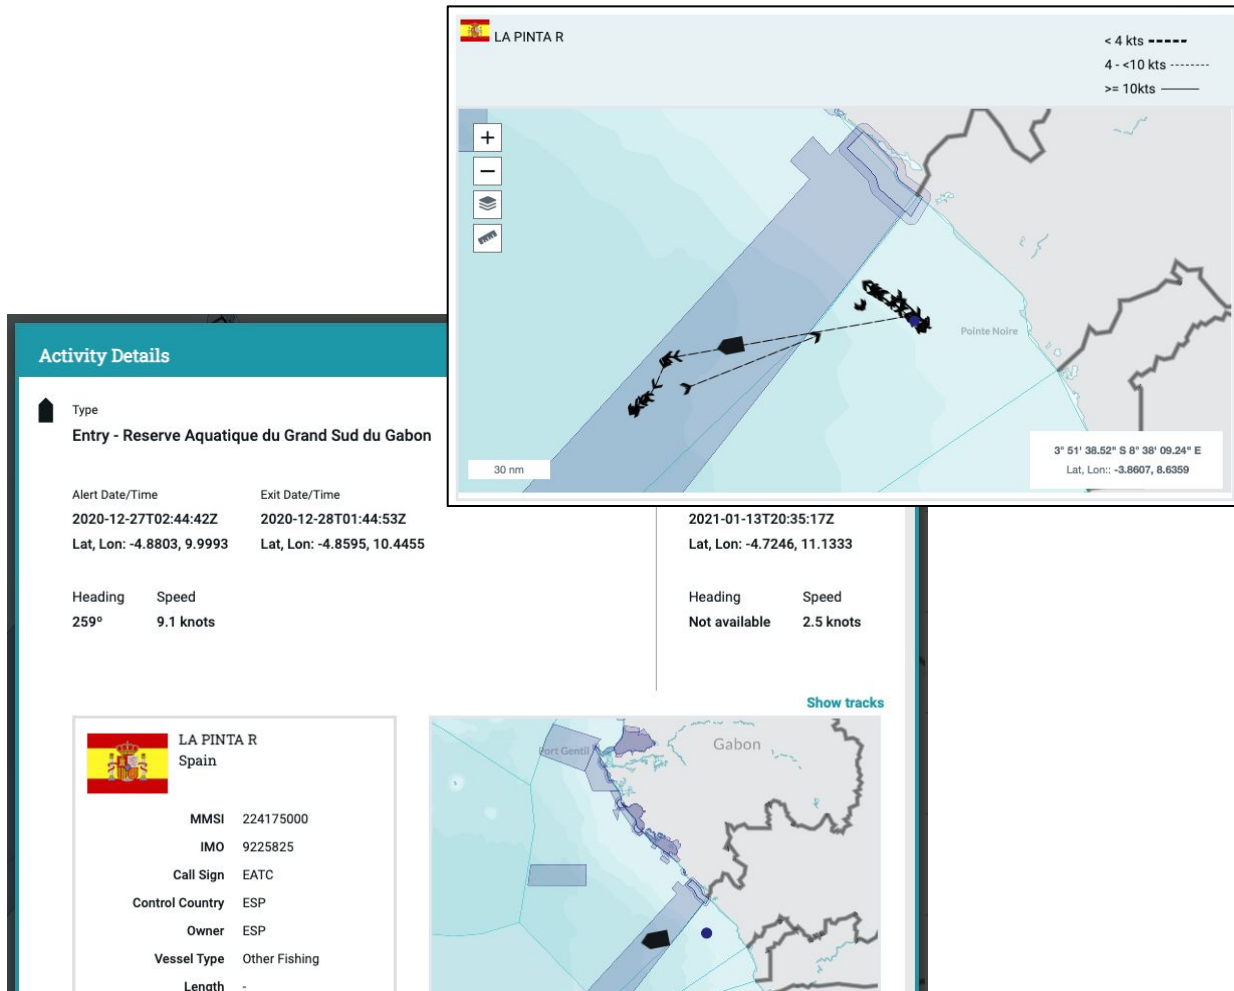 LA PINTA R
< 4 kts
4 - <10 kts
>= 10kts
+
−
Pointe Noire
30 nm
3° 51' 38.52" S 8° 38' 09.24" E
Lat, Lon:: -3.8607, 8.6359
Activity Details
Type
Entry - Reserve Aquatique du Grand Sud du Gabon
Alert Date/Time
Exit Date/Time
2020-12-27T02:44:42Z
2020-12-28T01:44:53Z
2021-01-13T20:35:17Z
Lat, Lon: -4.8803, 9.9993
Lat, Lon: -4.8595, 10.4455
Lat, Lon: -4.7246, 11.1333
Heading
Speed
Heading
Speed
259º
9.1 knots
Not available
2.5 knots
Show tracks
LA PINTA R
Spain
MMSI 224175000
IMO 9225825
Call Sign EATC
Control Country ESP
Owner ESP
Vessel Type Other Fishing
Length -
Port Gentil
Gabon